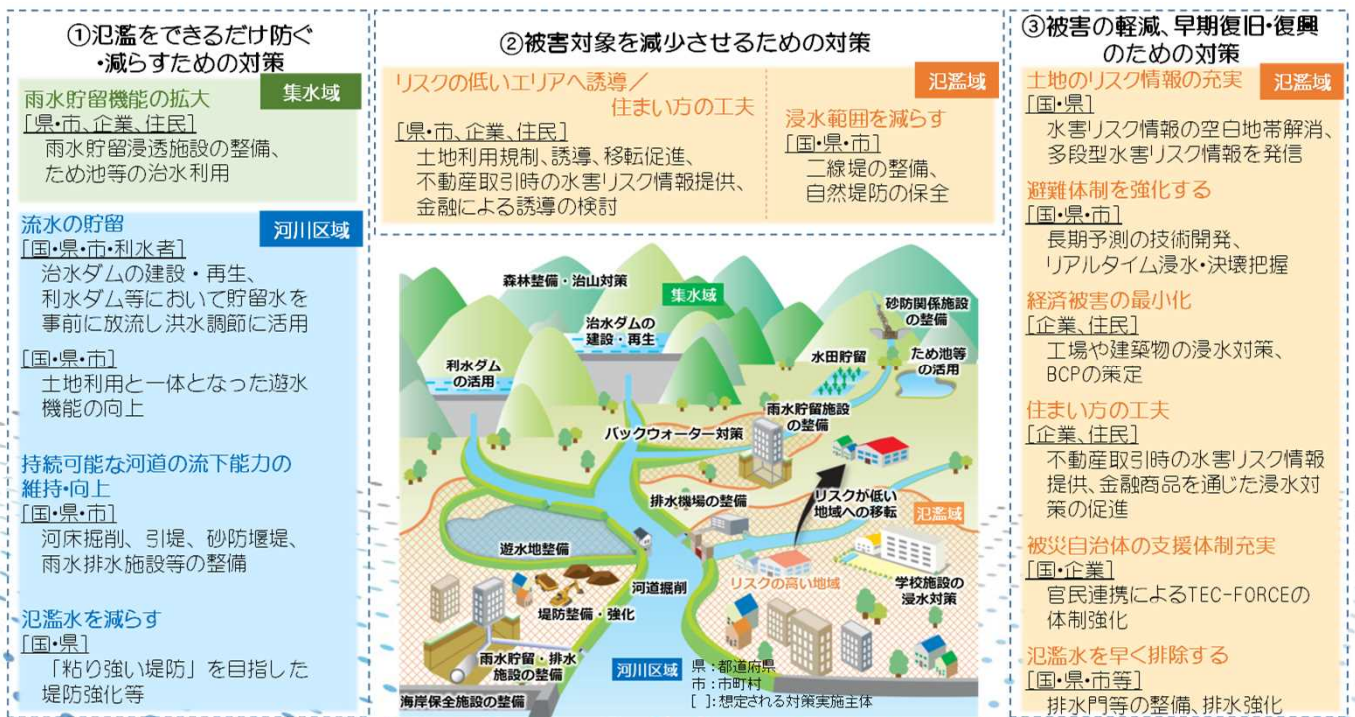 ①氾濫をできるだけ防ぐ
・減らすための対策
集水域
雨水貯留機能の拡大
[県・市、企業、住民]
雨水貯留浸透施設の整備、
ため池等の治水利用
河川区域
流水の貯留
[国・県・市・利水者]
治水ダムの建設・再生、
利水ダム等において貯留水を
事前に放流し洪水調節に活用
[国・県・市]
土地利用と一体となった遊水
機能の向上
持続可能な河道の流下能力の
維持・向上
[国・県・市]
河床掘削、引堤、砂防堰堤、
雨水排水施設等の整備
氾濫水を減らす
[国・県]
「粘り強い堤防」を目指した
堤防強化等
②被害対象を減少させるための対策
リスクの低いエリアへ誘導／
住まい方の工夫
[県・市、企業、住民]
土地利用規制、誘導、移転促進、
不動産取引時の水害リスク情報提供、
金融による誘導の検討
氾濫域
浸水範囲を減らす
[国・県・市]
二線堤の整備、
自然堤防の保全
森林整備・治山対策
集水域
砂防関係施設
の整備
治水ダムの
建設・再生
水田貯留
ため池等
の活用
利水ダム
の活用
雨水貯留施設
の整備
バックウォーター対策
排水機場の整備
リスクが低い
地域への移転
氾濫域
遊水地整備
リスクの高い地域
学校施設の
浸水対策
河道掘削
堤防整備・強化
雨水貯留・排水
施設の整備
河川区域
海岸保全施設の整備
県：都道府県
市：市町村
[ ]：想定される対策実施主体
③被害の軽減、早期復旧・復興
のための対策
土地のリスク情報の充実
氾濫域
[国・県]
水害リスク情報の空白地帯解消、
多段型水害リスク情報を発信
避難体制を強化する
[国・県・市]
長期予測の技術開発、
リアルタイム浸水・決壊把握
経済被害の最小化
[企業、住民]
工場や建築物の浸水対策、
BCPの策定
住まい方の工夫
[企業、住民]
不動産取引時の水害リスク情報
提供、金融商品を通じた浸水対
策の促進
被災自治体の支援体制充実
[国・企業]
官民連携によるTEC-FORCEの
体制強化
氾濫水を早く排除する
[国・県・市等]
排水門等の整備、排水強化